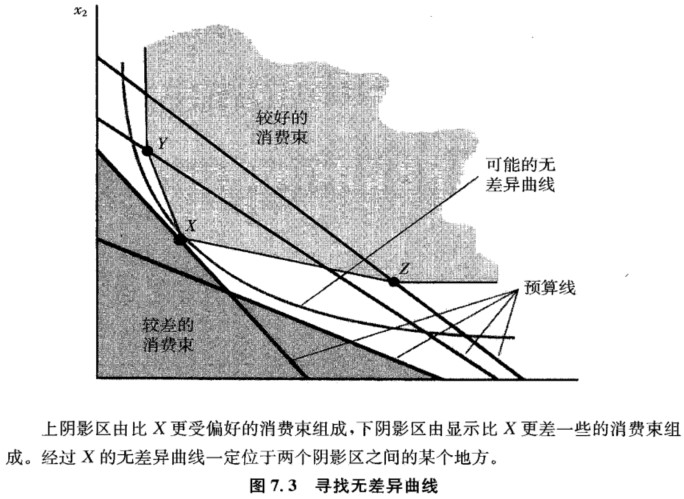 x₂
较好的
消费束
Y
可能的无
差异曲线
X
Z
预算线
较差的
消费束
上阴影区由比 X 更受偏好的消费束组成,下阴影区由显示比 X 更差一些的消费束组
成。经过 X 的无差异曲线一定位于两个阴影区之间的某个地方。
图 7.3 寻找无差异曲线